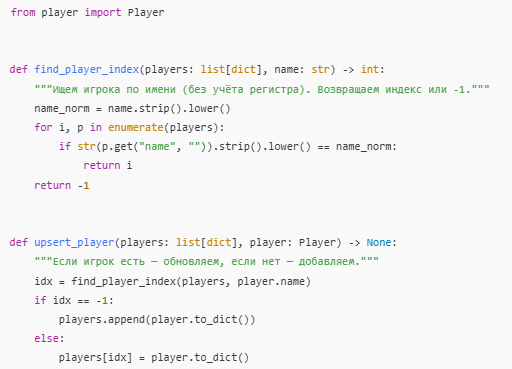 from player import Player
def find_player_index(players: list[dict], name: str) -> int:
    """Ищем игрока по имени (без учёта регистра). Возвращаем индекс или -1."""
    name_norm = name.strip().lower()
    for i, p in enumerate(players):
        if str(p.get("name", "")).strip().lower() == name_norm:
            return i
    return -1
def upsert_player(players: list[dict], player: Player) -> None:
    """Если игрок есть — обновляем, если нет — добавляем."""
    idx = find_player_index(players, player.name)
    if idx == -1:
        players.append(player.to_dict())
    else:
        players[idx] = player.to_dict()